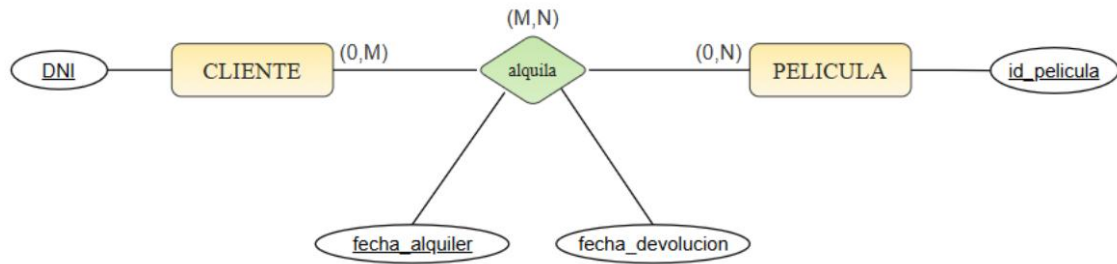 (M,N)
DNI
CLIENTE
(0,M)
alquila
(0,N)
PELICULA
id_pelicula
fecha_alquiler
fecha_devolucion